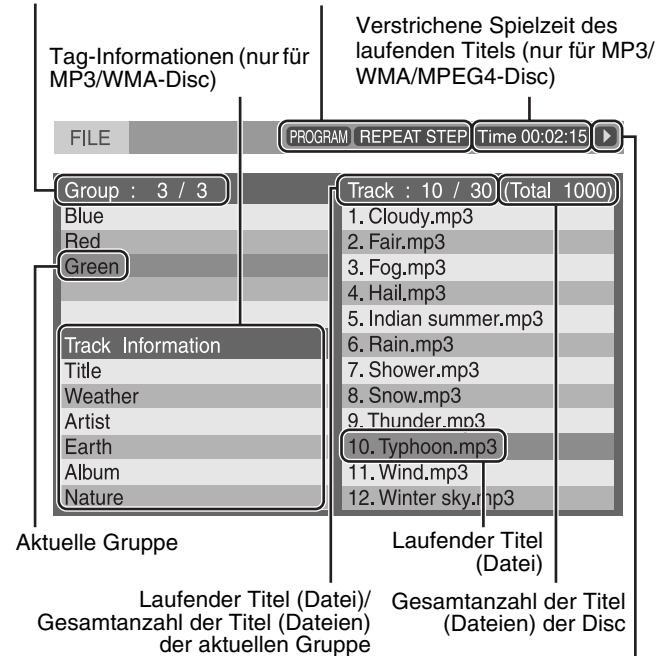 Verstrichene Spielzeit des
laufenden Titels (nur für MP3/
WMA/MPEG4-Disc)
Tag-Informationen (nur für
MP3/WMA-Disc)
FILE
PROGRAM REPEAT STEP Time 00:02:15
Group : 3 / 3
Blue
Red
Green
Track Information
Title
Weather
Artist
Earth
Album
Nature
Track : 10 / 30 (Total 1000)
1. Cloudy.mp3
2. Fair.mp3
3. Fog.mp3
4. Hail.mp3
5. Indian summer.mp3
6. Rain.mp3
7. Shower.mp3
8. Snow.mp3
9. Thunder.mp3
10. Typhoon.mp3
11. Wind.mp3
12. Winter sky.mp3
Aktuelle Gruppe
Laufender Titel
(Datei)
Laufender Titel (Datei)/
Gesamtanzahl der Titel (Dateien)
der aktuellen Gruppe
Gesamtanzahl der Titel
(Dateien) der Disc